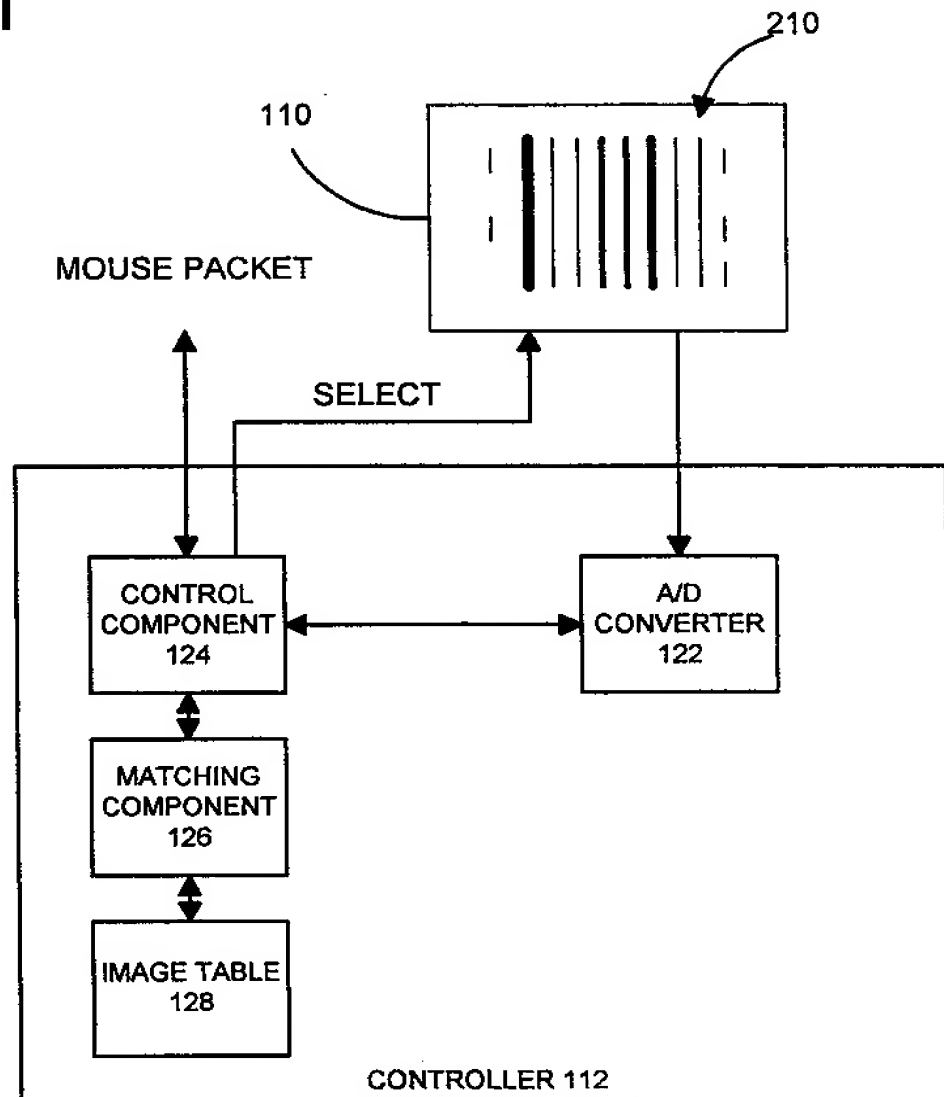 210
110
MOUSE PACKET
SELECT
CONTROL
COMPONENT
124
A/D
CONVERTER
122
MATCHING
COMPONENT
126
IMAGE TABLE
128
CONTROLLER 112